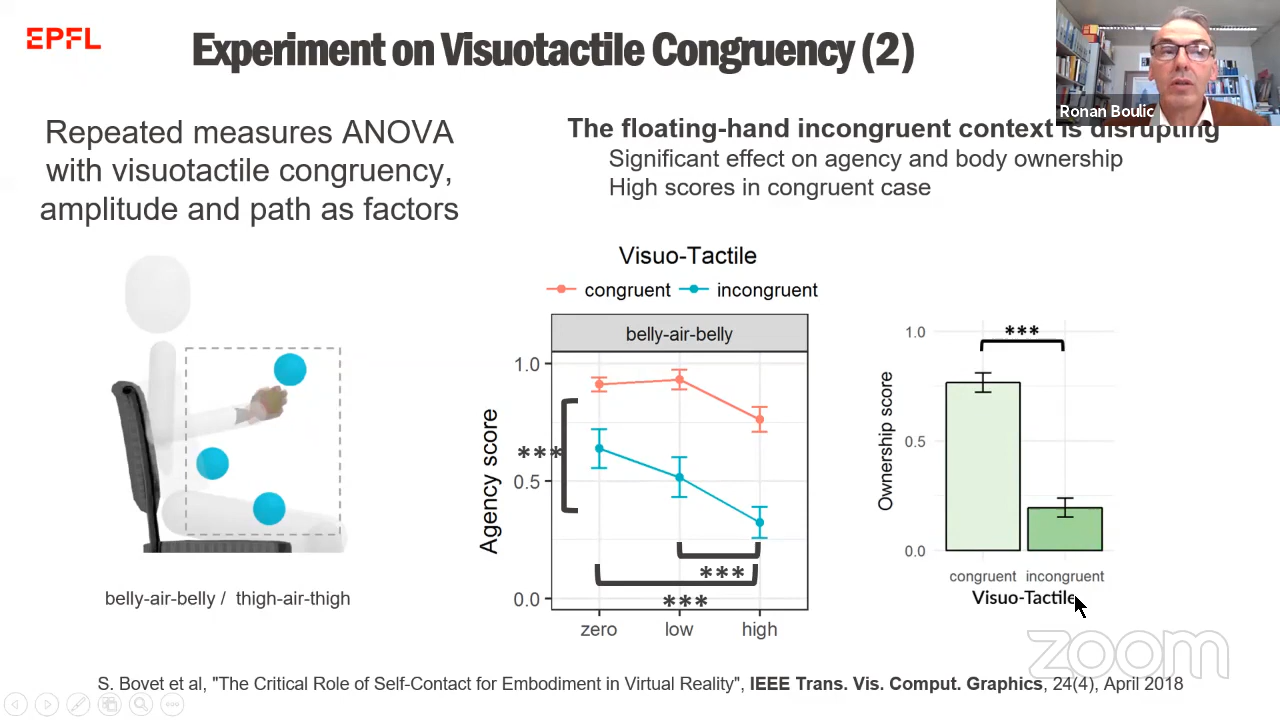 EPFL
Experiment on Visuotactile Congruency (2)
Ronan Boulic
Repeated measures ANOVA
with visuotactile congruency,
amplitude and path as factors
The floating-hand incongruent context is disrupting
Significant effect on agency and body ownership
High scores in congruent case
belly-air-belly / thigh-air-thigh
Visuo-Tactile
congruent incongruent
belly-air-belly
Agency score
1.0
0.5
0.0
***
***
***
zero low high
***
Ownership score
1.0
0.5
0.0
congruent incongruent
Visuo-Tactile
zoom
S. Bovet et al, "The Critical Role of Self-Contact for Embodiment in Virtual Reality", IEEE Trans. Vis. Comput. Graphics, 24(4), April 2018